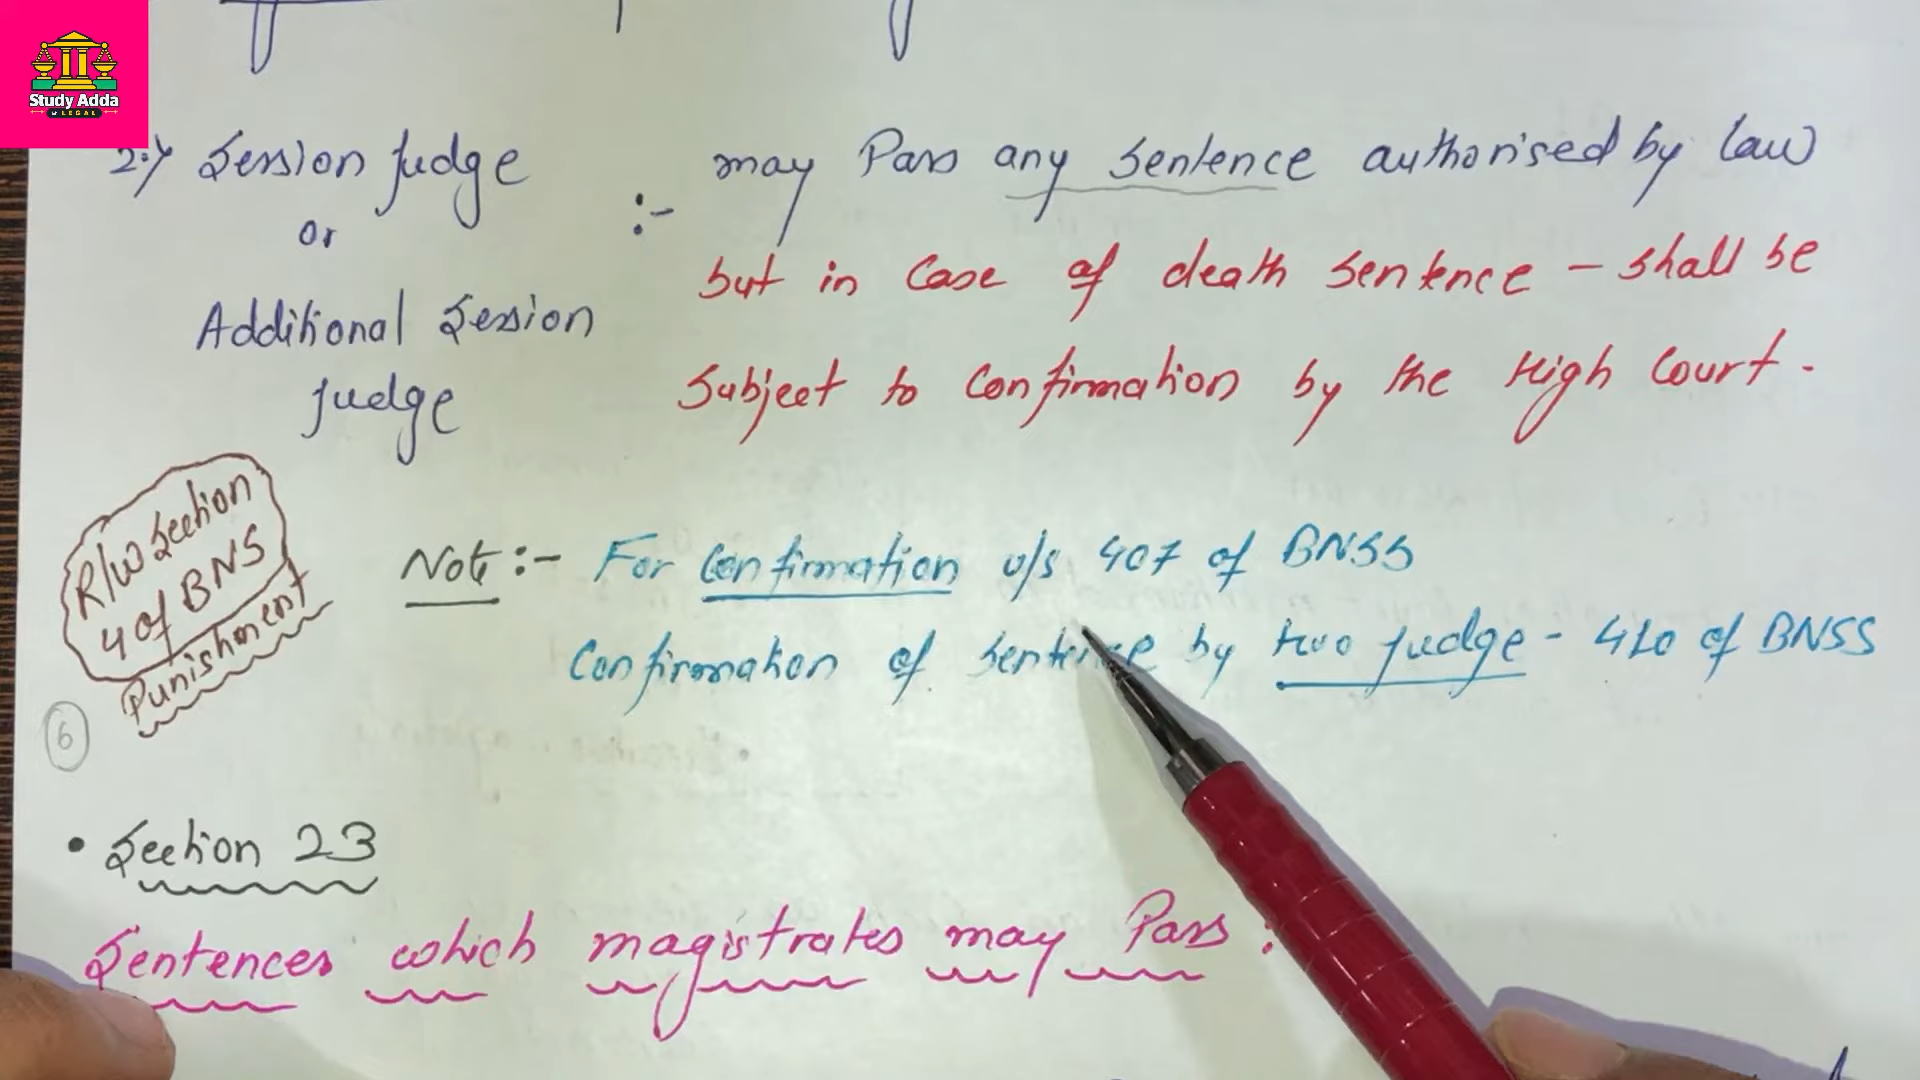 Study Adda
LEGAL
2.) Session Judge
or
Additional Session
Judge
:- may Pass any sentence authorised by law
but in case of death sentence - shall be
subject to confirmation by the High Court.
R/W Section
4 of BNS
Punishment
Note :- For Confirmation u/s 407 of BNSS
Confirmation of sentence by two judge - 410 of BNSS
6
• Section 23
Sentences which magistrates may Pass :